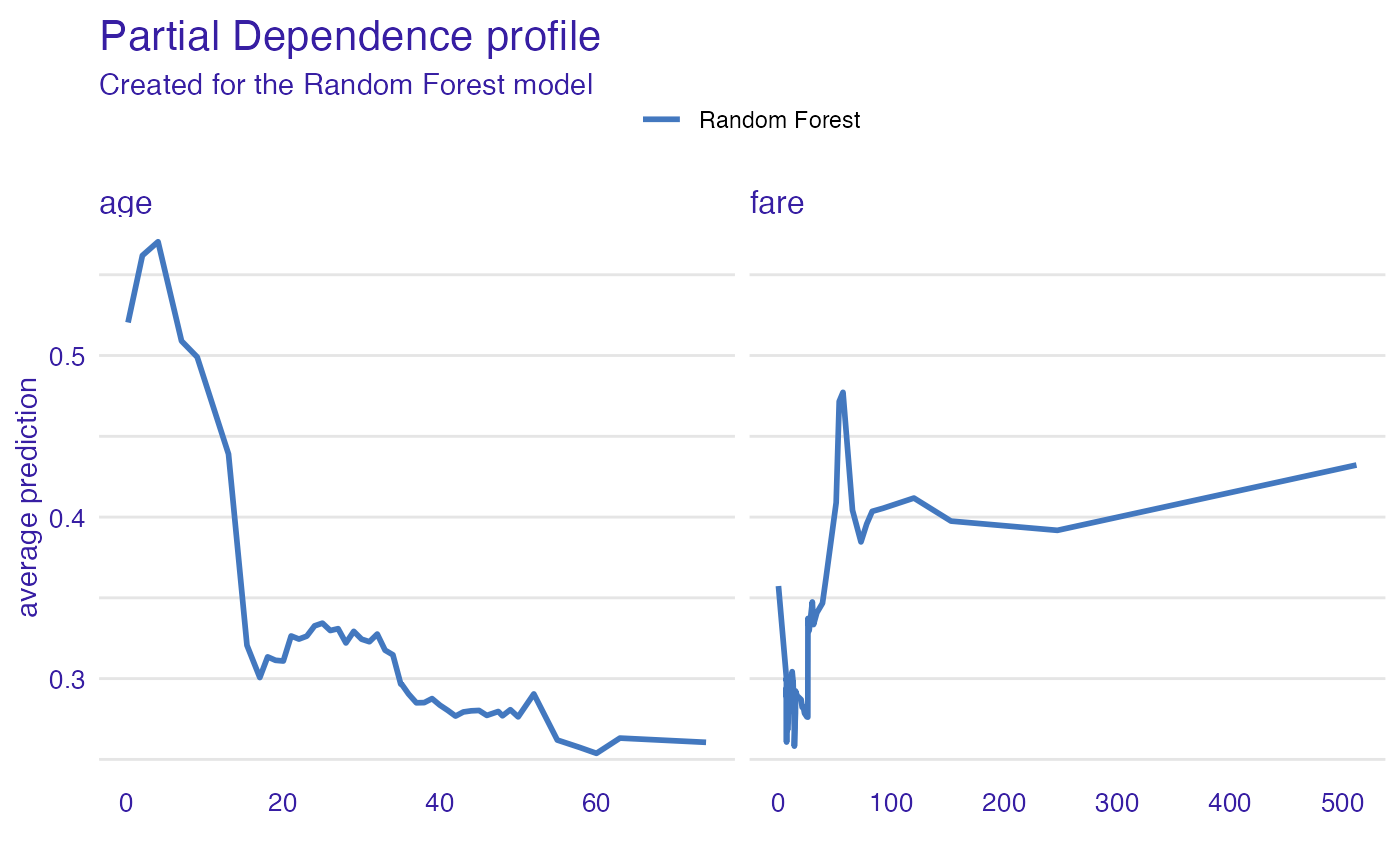 Partial Dependence profile
Created for the Random Forest model
Random Forest
age
fare
average prediction
0.5
0.4
0.3
0 20 40 60
0 100 200 300 400 500